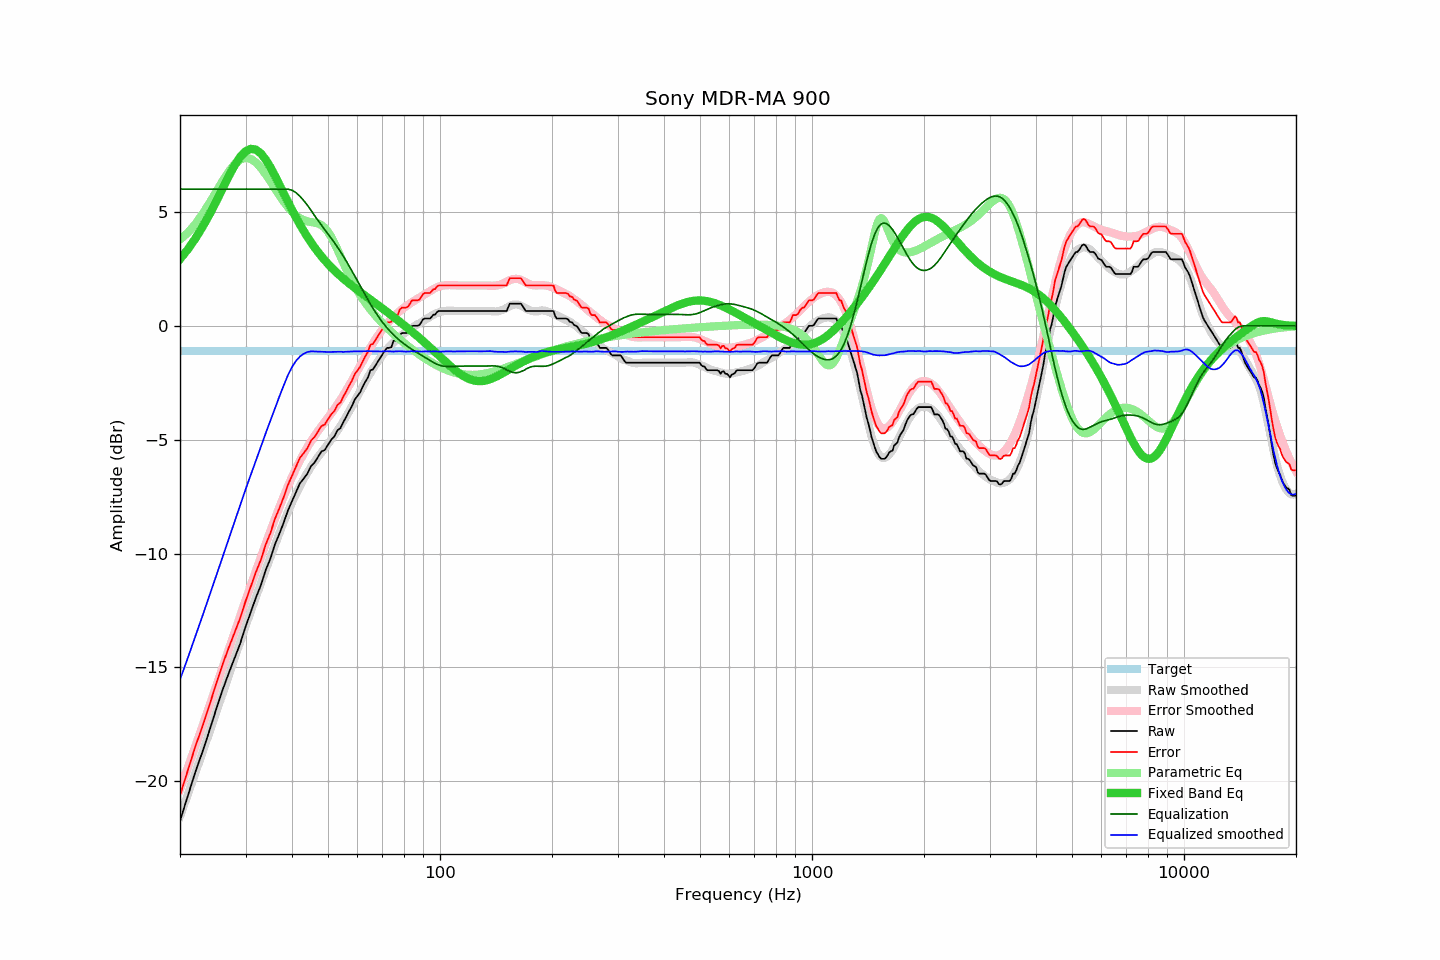 Sony MDR-MA 900
Amplitude (dBr)
5
0
−5
−10
−15
−20
100
1000
10000
Frequency (Hz)
Target
Raw Smoothed
Error Smoothed
Raw
Error
Parametric Eq
Fixed Band Eq
Equalization
Equalized smoothed